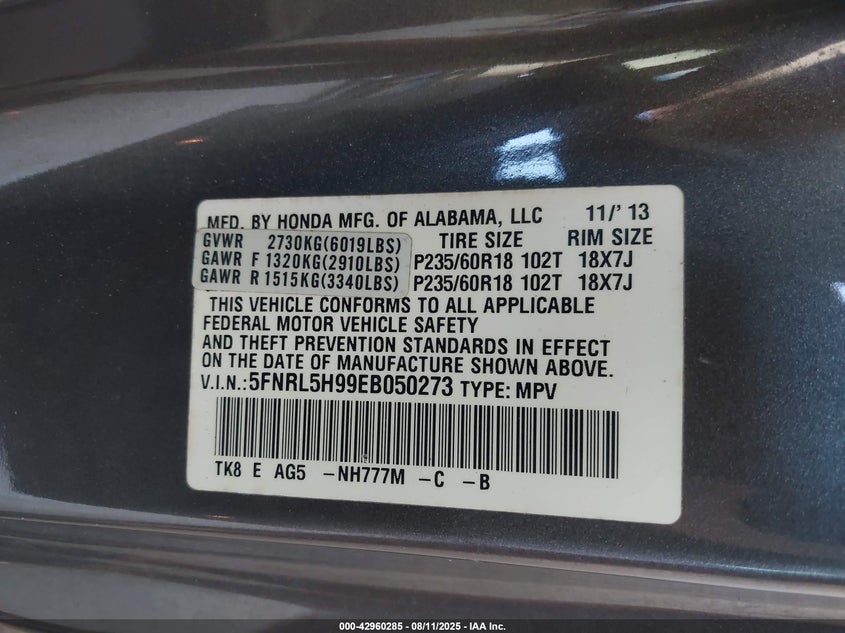 MFD. BY HONDA MFG. OF ALABAMA, LLC 11/' 13
GVWR 2730KG(6019LBS) TIRE SIZE RIM SIZE
GAWR F 1320KG(2910LBS) P235/60R18 102T 18X7J
GAWR R 1515KG(3340LBS) P235/60R18 102T 18X7J
THIS VEHICLE CONFORMS TO ALL APPLICABLE
FEDERAL MOTOR VEHICLE SAFETY
AND THEFT PREVENTION STANDARDS IN EFFECT
ON THE DATE OF MANUFACTURE SHOWN ABOVE.
V.I.N.:5FNRL5H99EB050273 TYPE: MPV
TK8 E AG5 -NH777M -C -B
000-42960285 - 08/11/2025 - IAA Inc.